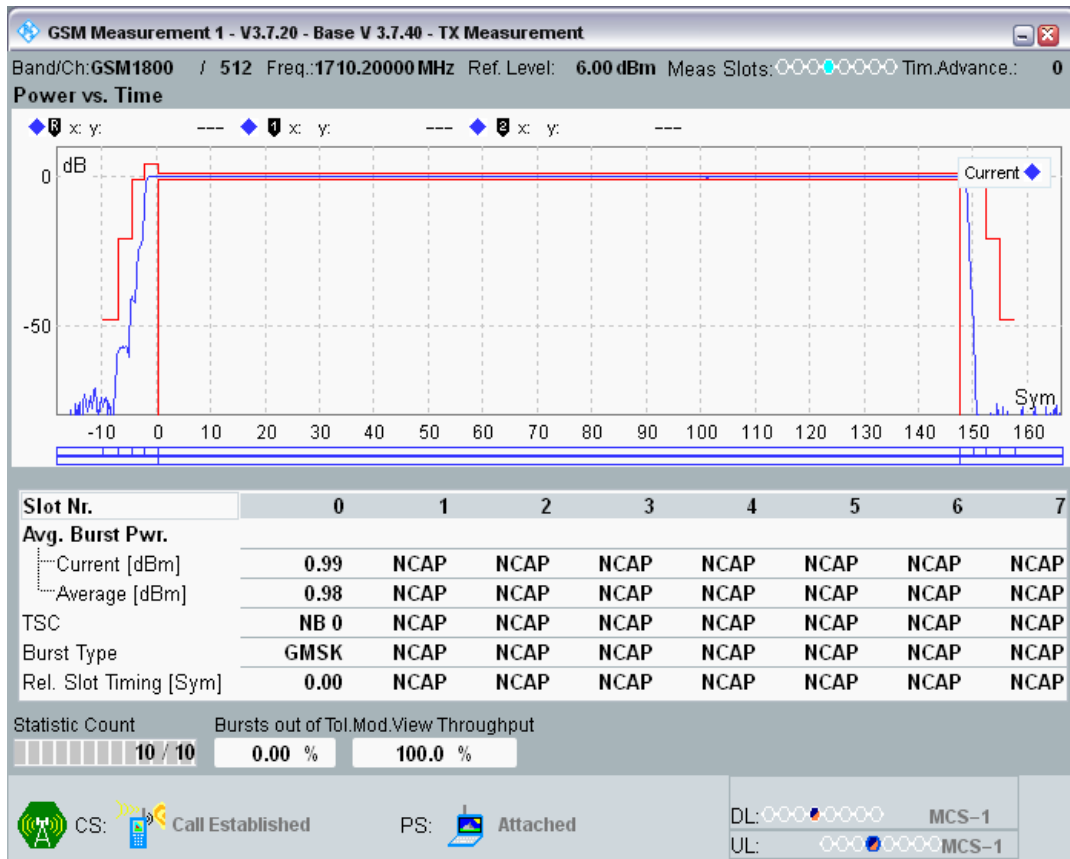 GSM Measurement 1 - V3.7.20 - Base V 3.7.40 - TX Measurement
Band/Ch:GSM1800 / 512 Freq.:1710.20000 MHz Ref. Level: 6.00 dBm Meas Slots: Tim.Advance.: 0
Power vs. Time
R x: y: --- 1 x: y: --- 2 x: y: ---
dB
Current
0
-50
Sym
-10 0 10 20 30 40 50 60 70 80 90 100 110 120 130 140 150 160
Slot Nr. 0 1 2 3 4 5 6 7
Avg. Burst Pwr.
Current [dBm] 0.99 NCAP NCAP NCAP NCAP NCAP NCAP NCAP
Average [dBm] 0.98 NCAP NCAP NCAP NCAP NCAP NCAP NCAP
TSC NB 0 NCAP NCAP NCAP NCAP NCAP NCAP NCAP
Burst Type GMSK NCAP NCAP NCAP NCAP NCAP NCAP NCAP
Rel. Slot Timing [Sym] 0.00 NCAP NCAP NCAP NCAP NCAP NCAP NCAP
Statistic Count Bursts out of Tol. Mod.View Throughput
10 / 10 0.00 % 100.0 %
CS: Call Established PS: Attached
DL: MCS-1
UL: MCS-1